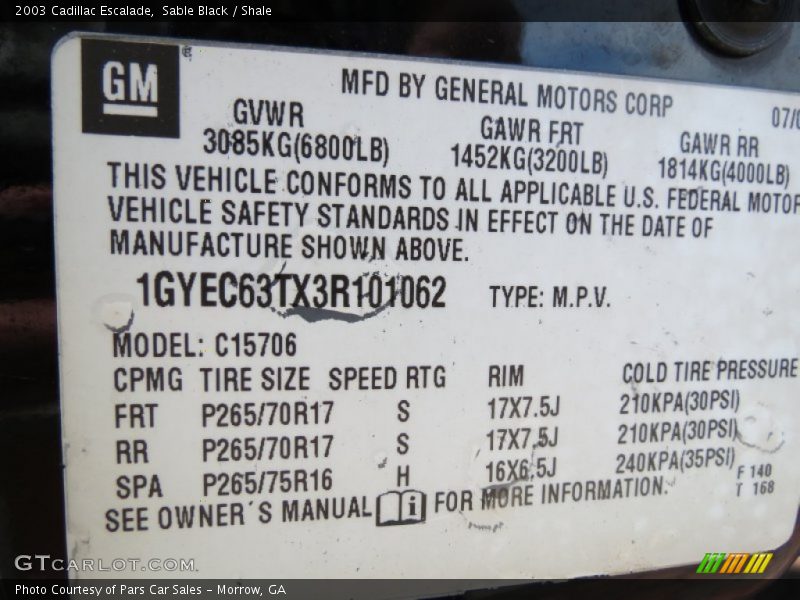 2003 Cadillac Escalade, Sable Black / Shale
GM
MFD BY GENERAL MOTORS CORP
GVWR GAWR FRT GAWR RR
3085KG(6800LB) 1452KG(3200LB) 1814KG(4000LB)
THIS VEHICLE CONFORMS TO ALL APPLICABLE U.S. FEDERAL MOTOR
VEHICLE SAFETY STANDARDS IN EFFECT ON THE DATE OF
MANUFACTURE SHOWN ABOVE.
1GYEC63TX3R101062 TYPE: M.P.V.
MODEL: C15706
CPMG TIRE SIZE SPEED RTG RIM COLD TIRE PRESSURE
FRT P265/70R17 S 17X7.5J 210KPA(30PSI)
RR P265/70R17 S 17X7.5J 210KPA(30PSI)
SPA P265/75R16 H 16X6.5J 240KPA(35PSI)
F 140
T 168
SEE OWNER'S MANUAL i FOR MORE INFORMATION.
GTCARLOT.COM
Photo Courtesy of Pars Car Sales - Morrow, GA